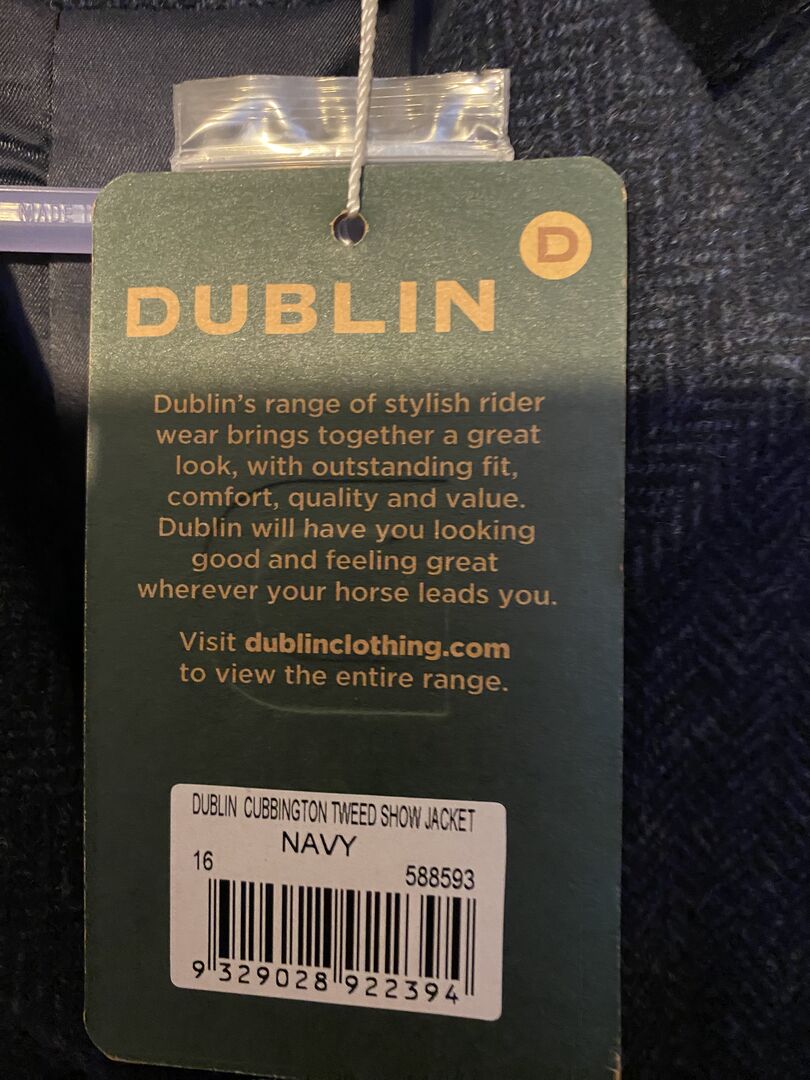 MADE
D
DUBLIN
Dublin's range of stylish rider
wear brings together a great
look, with outstanding fit,
comfort, quality and value.
Dublin will have you looking
good and feeling great
wherever your horse leads you.
Visit dublinclothing.com
to view the entire range.
DUBLIN CUBBINGTON TWEED SHOW JACKET
NAVY
16 588593
9 329028 922394